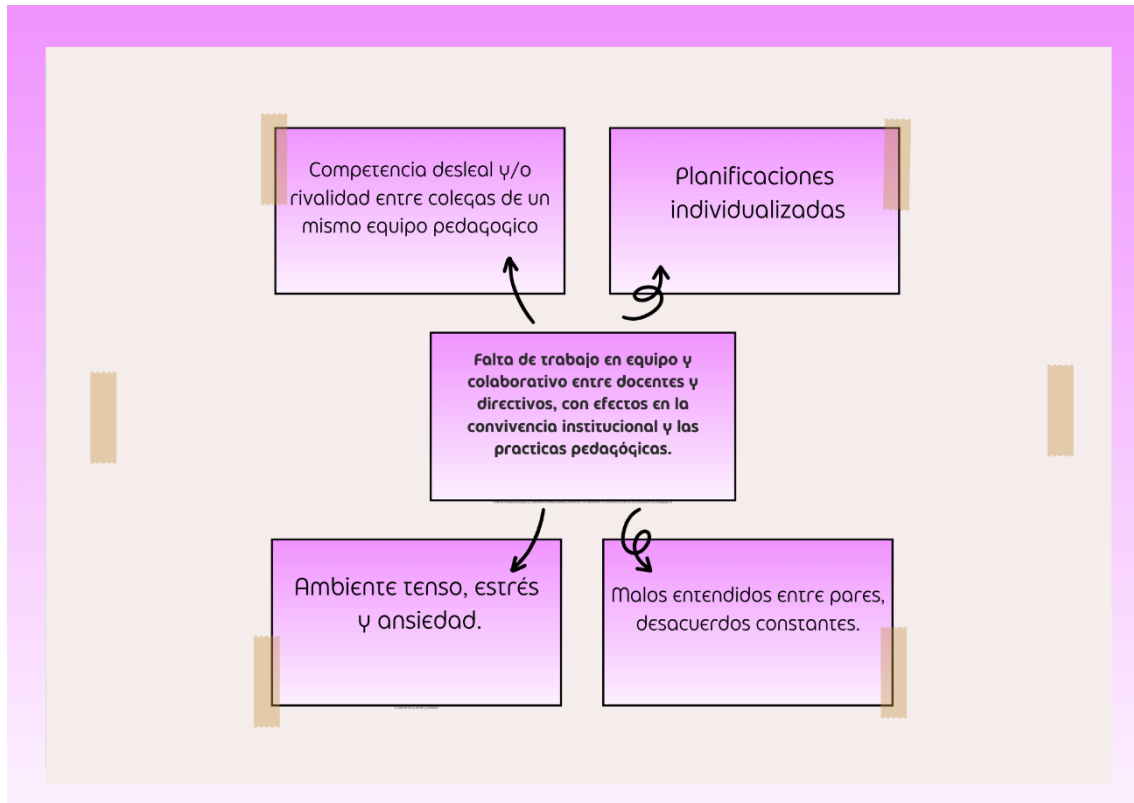 Competencia desleal y/o
rivalidad entre colegas de un
mismo equipo pedagogico
Planificaciones
individualizadas
Falta de trabajo en equipo y
colaborativo entre docentes y
directivos, con efectos en la
convivencia institucional y las
practicas pedagógicas.
Ambiente tenso, estrés
y ansiedad.
Malos entendidos entre pares,
desacuerdos constantes.